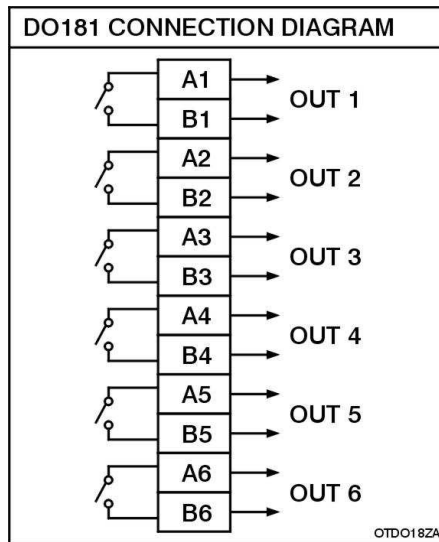 DO181 CONNECTION DIAGRAM
A1
OUT 1
B1
A2
OUT 2
B2
A3
OUT 3
B3
A4
OUT 4
B4
A5
OUT 5
B5
A6
OUT 6
B6
OTDO18ZA